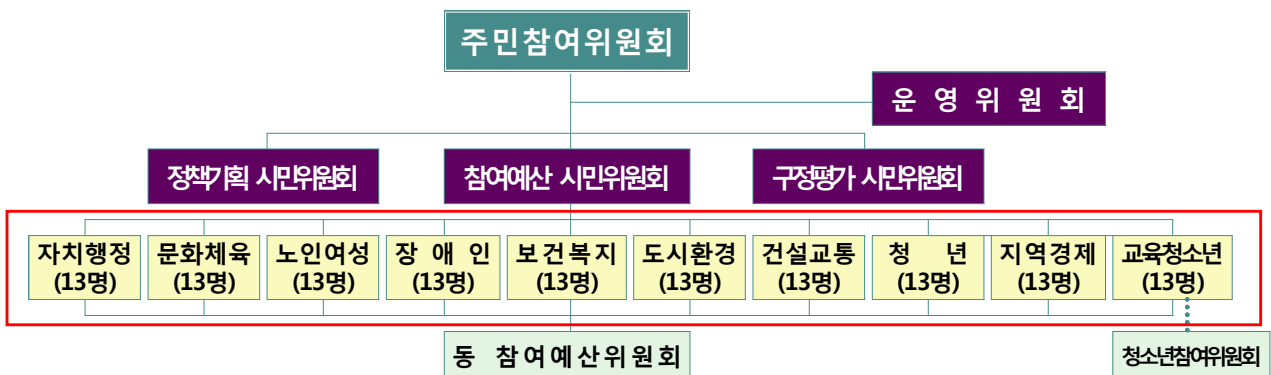 주민참여위원회
운 영 위 원 회
정책기획 시민위원회
참여예산 시민위원회
구정평가 시민위원회
자치행정
(13명)
문화체육
(13명)
노인여성
(13명)
장 애 인
(13명)
보건복지
(13명)
도시환경
(13명)
건설교통
(13명)
청 년
(13명)
지역경제
(13명)
교육청소년
(13명)
동 참여예산위원회
청소년참여위원회